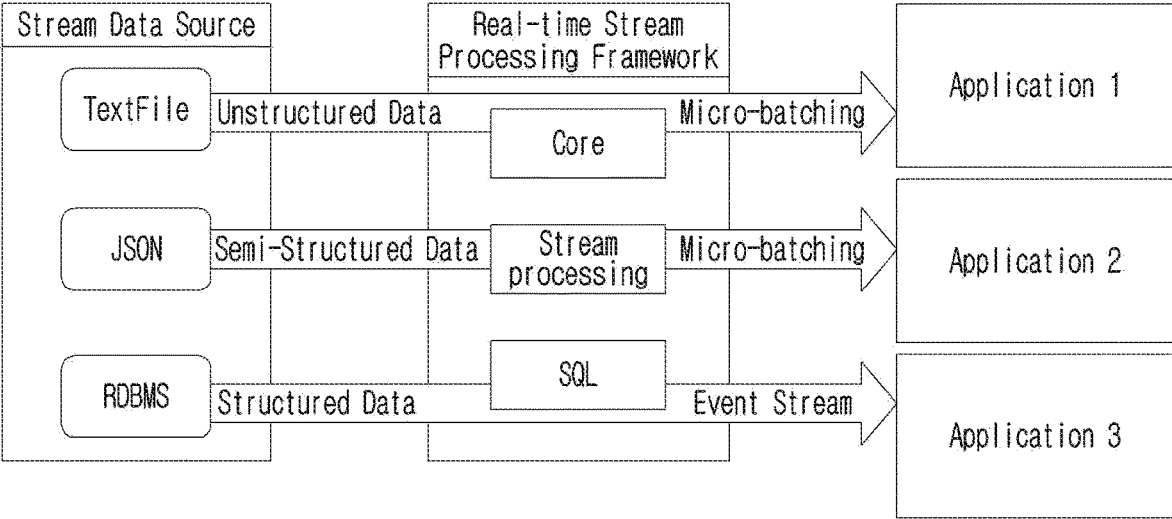 Stream Data Source
Real-time Stream
Processing Framework
TextFile
Unstructured Data
Core
Micro-batching
Application 1
JSON
Semi-Structured Data
Stream
processing
Micro-batching
Application 2
RDBMS
Structured Data
SQL
Event Stream
Application 3